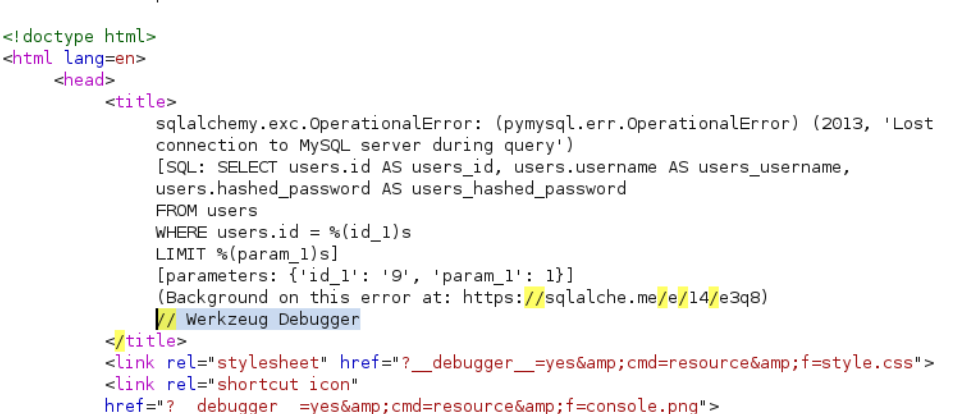 <!doctype html>
<html lang=en>
<head>
<title>
sqlalchemy.exc.OperationalError: (pymysql.err.OperationalError) (2013, 'Lost
connection to MySQL server during query')
[SQL: SELECT users.id AS users_id, users.username AS users_username,
users.hashed_password AS users_hashed_password
FROM users
WHERE users.id = %(id_1)s
LIMIT %(param_1)s]
[parameters: {'id_1': '9', 'param_1': 1}]
(Background on this error at: https://sqlalche.me/e/14/e3q8)
// Werkzeug Debugger
</title>
<link rel="stylesheet" href="?__debugger__=yes&amp;cmd=resource&amp;f=style.css">
<link rel="shortcut icon"
href="?__debugger__=yes&amp;cmd=resource&amp;f=console.png">